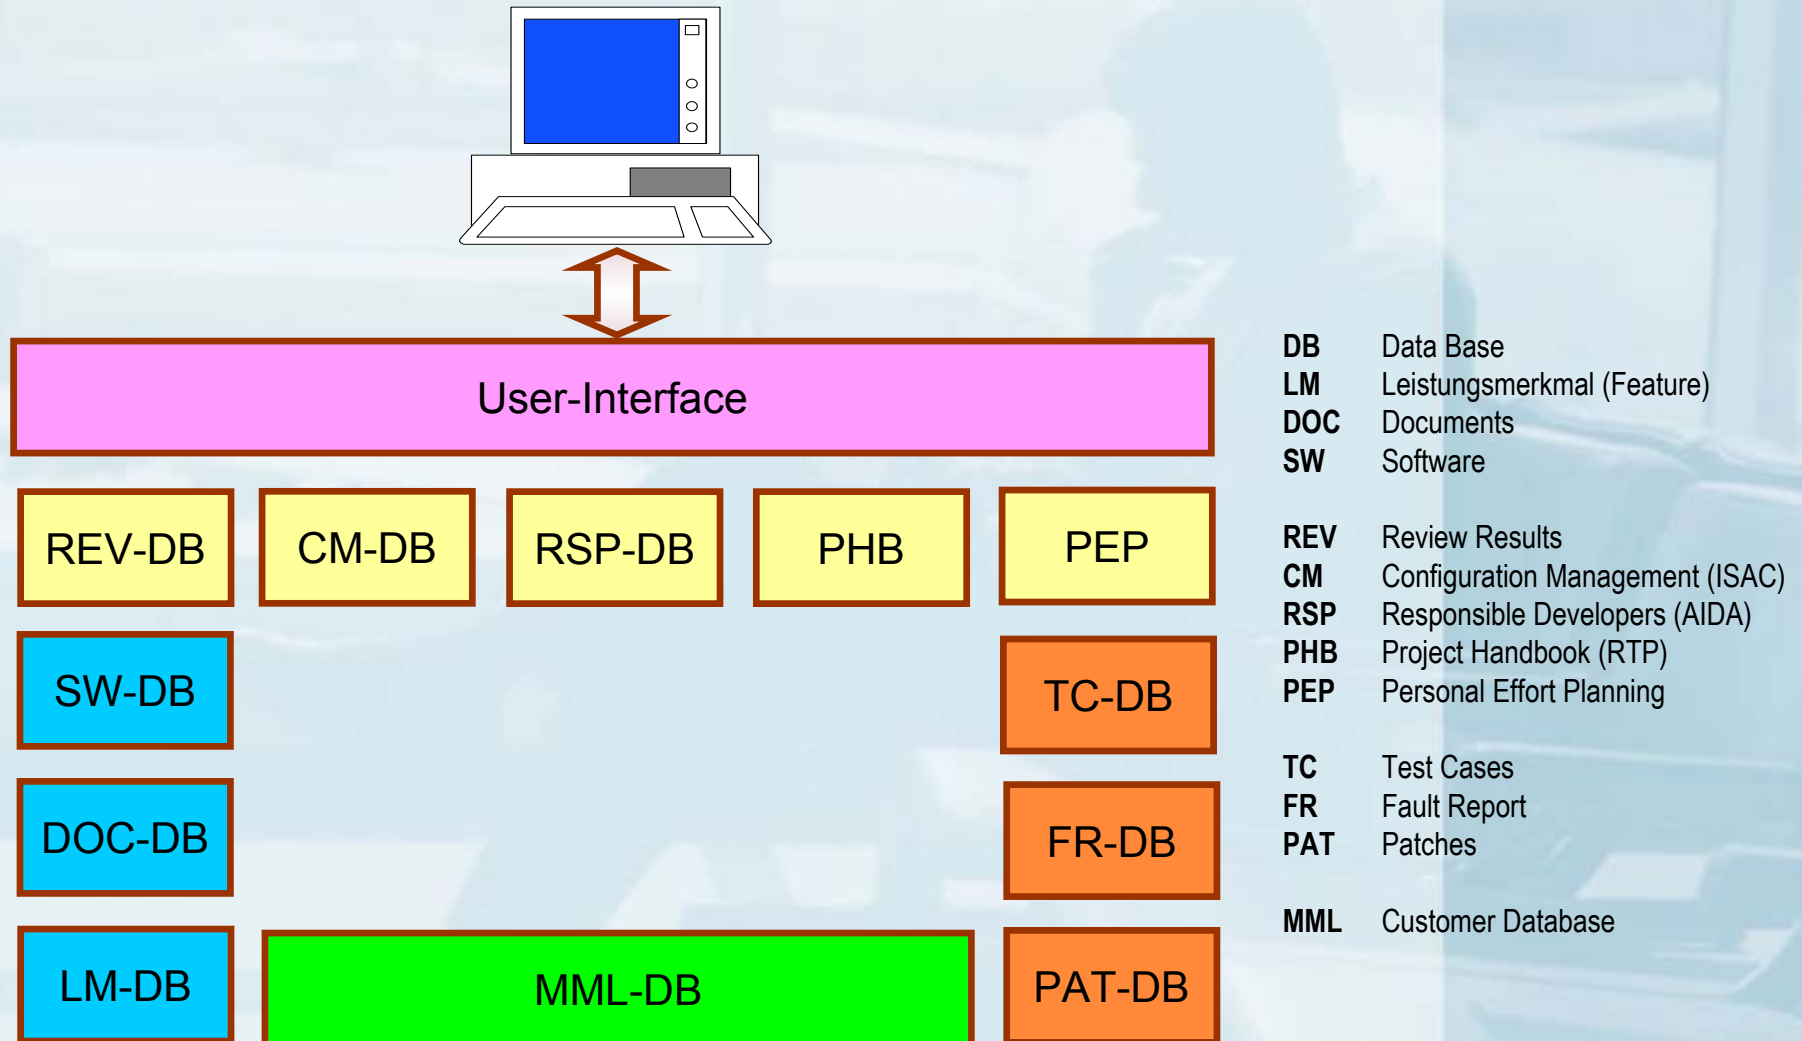 User-Interface
REV-DB
CM-DB
RSP-DB
PHB
PEP
SW-DB
TC-DB
DOC-DB
FR-DB
LM-DB
MML-DB
PAT-DB
DB Data Base
LM Leistungsmerkmal (Feature)
DOC Documents
SW Software
REV Review Results
CM Configuration Management (ISAC)
RSP Responsible Developers (AIDA)
PHB Project Handbook (RTP)
PEP Personal Effort Planning
TC Test Cases
FR Fault Report
PAT Patches
MML Customer Database